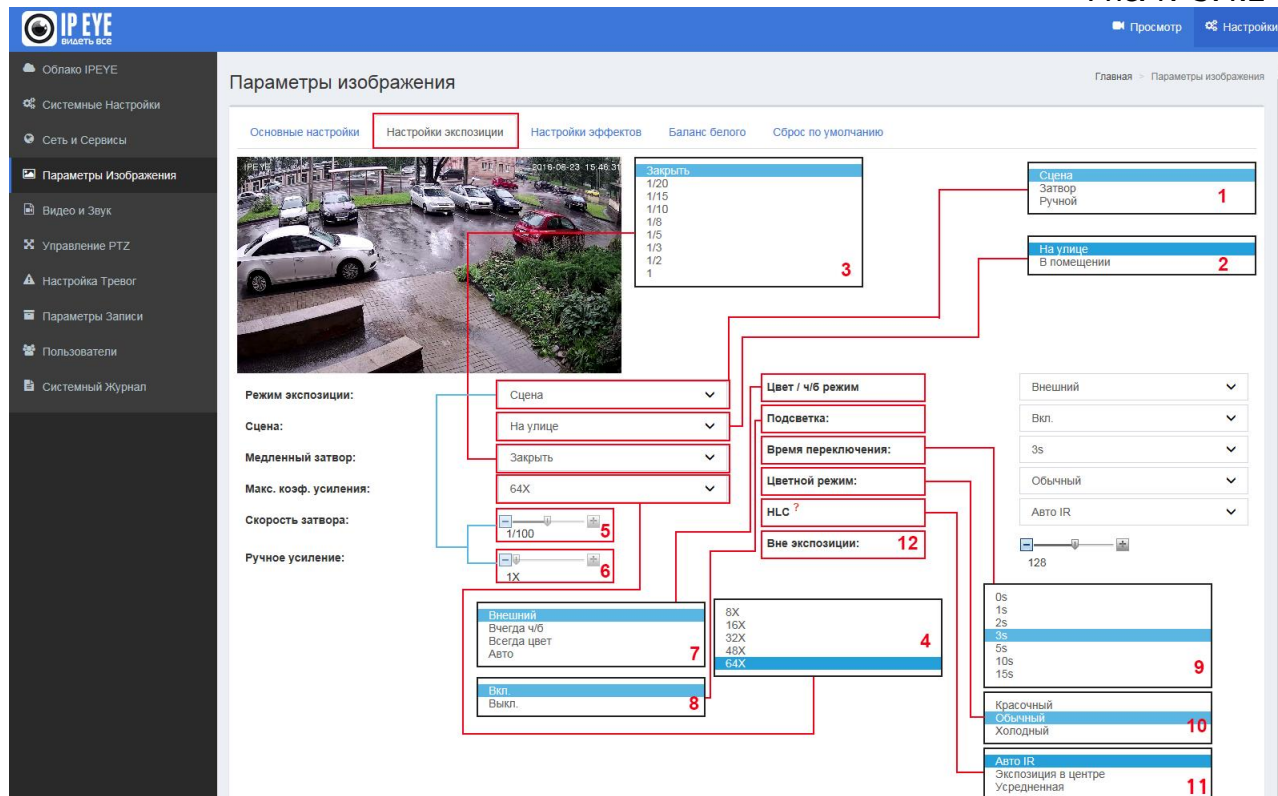 IP EYE
ВИДЕТЬ ВСЕ
Просмотр
Настройки
Облако IPEYE
Системные Настройки
Сеть и Сервисы
Параметры Изображения
Видео и Звук
Управление PTZ
Настройка Тревог
Параметры Записи
Пользователи
Системный Журнал
Параметры изображения
Главная > Параметры изображения
Основные настройки
Настройки экспозиции
Настройки эффектов
Баланс белого
Сброс по умолчанию
IPEYE
2016-08-23 15:46:31
Закрыть
1/20
1/15
1/10
1/8
1/5
1/3
1/2
1
3
Сцена
Затвор
Ручной
1
На улице
В помещении
2
Режим экспозиции:
Сцена
Сцена:
На улице
Медленный затвор:
Закрыть
Макс. коэф. усиления:
64X
Скорость затвора:
1/100
5
Ручное усиление:
1X
6
Цвет / ч/б режим
Внешний
Подсветка:
Вкл.
Время переключения:
3s
Цветной режим:
Обычный
HLC ?
Авто IR
Вне экспозиции:
12
128
Внешний
Вчегда ч/б
Всегда цвет
Авто
7
Вкл.
Выкл.
8
8X
16X
32X
48X
64X
4
0s
1s
2s
3s
5s
10s
15s
9
Красочный
Обычный
Холодный
10
Авто IR
Экспозиция в центре
Усредненная
11